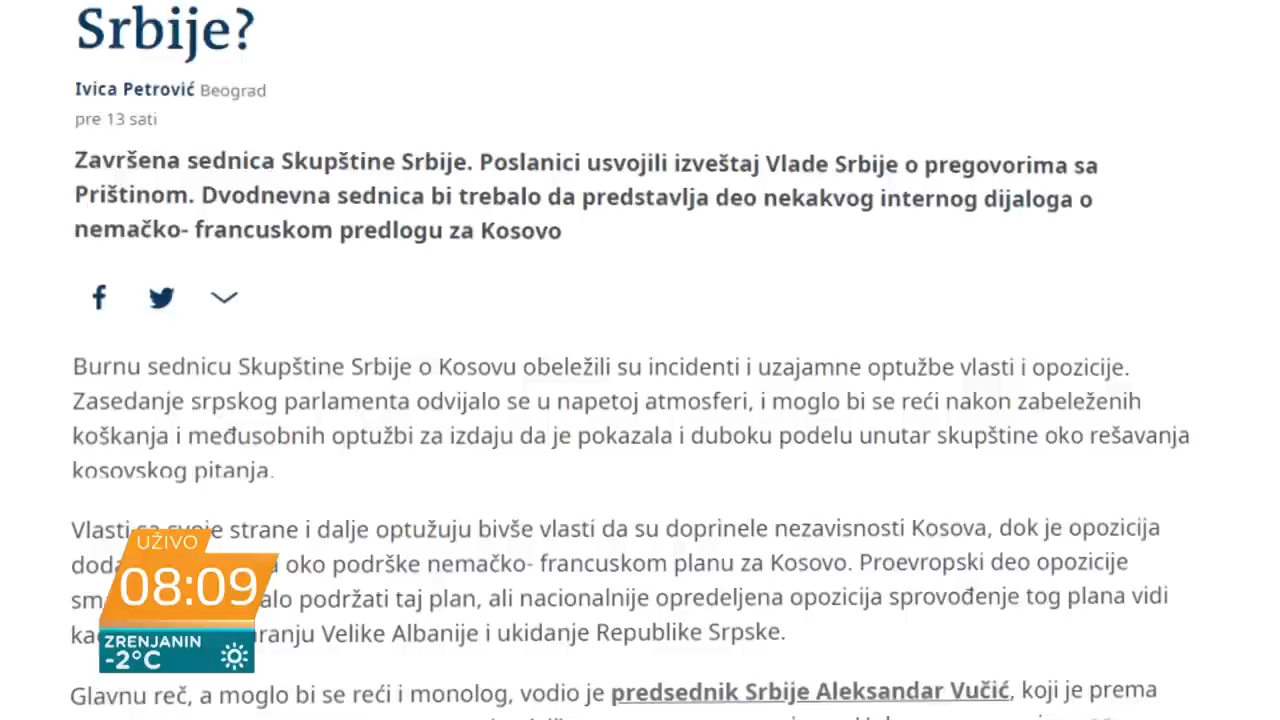 Srbije?
Ivica Petrović Beograd
pre 13 sati
Završena sednica Skupštine Srbije. Poslanici usvojili izveštaj Vlade Srbije o pregovorima sa
Prištinom. Dvodnevna sednica bi trebalo da predstavlja deo nekakvog internog dijaloga o
nemačko- francuskom predlogu za Kosovo
Burnu sednicu Skupštine Srbije o Kosovu obeležili su incidenti i uzajamne optužbe vlasti i opozicije.
Zasedanje srpskog parlamenta odvijalo se u napetoj atmosferi, i moglo bi se reći nakon zabeleženih
koškanja i međusobnih optužbi za izdaju da je pokazala i duboku podelu unutar skupštine oko rešavanja
kosovskog pitanja.
Vlasti sa svoje strane i dalje optužuju bivše vlasti da su doprinele nezavisnosti Kosova, dok je opozicija
oko podrške nemačko- francuskom planu za Kosovo. Proevropski deo opozicije
podržati taj plan, ali nacionalnije opredeljena opozicija sprovođenje tog plana vidi
Velike Albanije i ukidanje Republike Srpske.
Glavnu reč, a moglo bi se reći i monolog, vodio je predsednik Srbije Aleksandar Vučić, koji je prema
UŽIVO
08:09
ZRENJANIN
-2°C